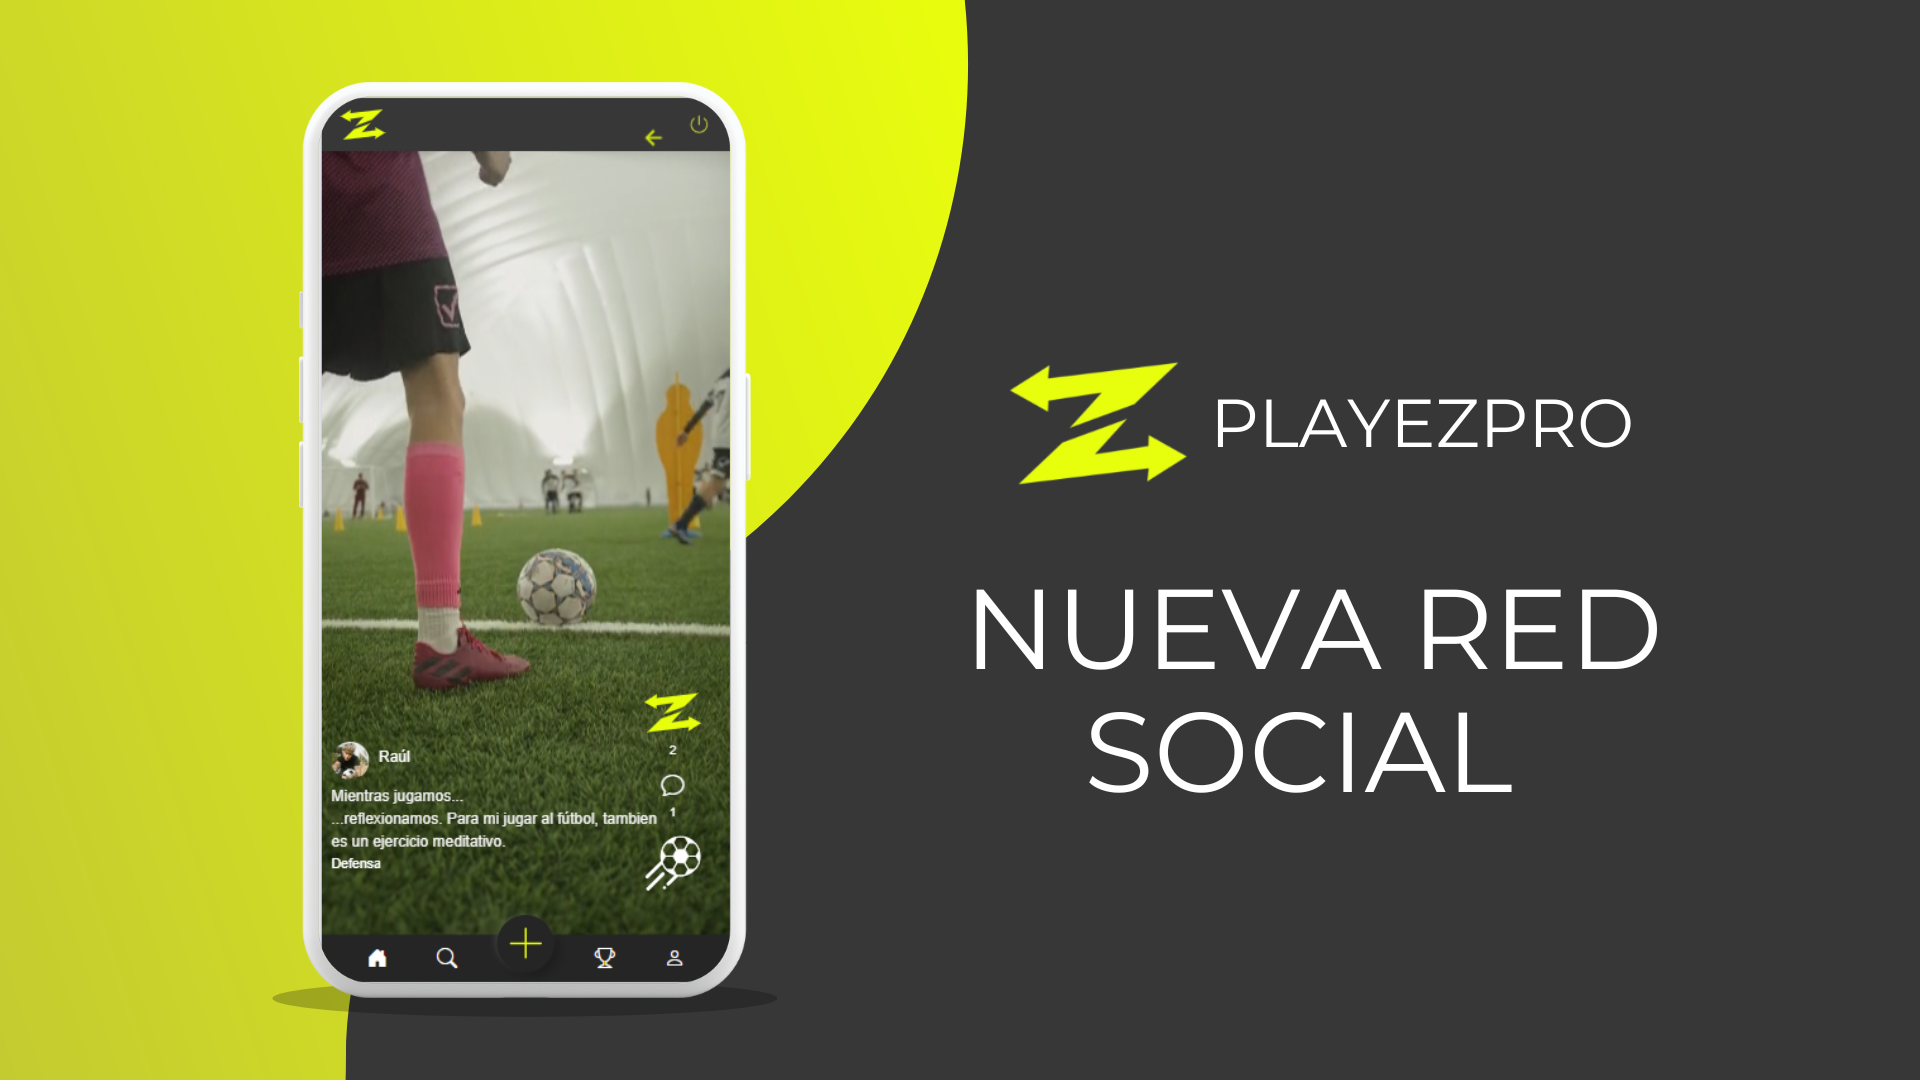 Raúl
Mientras jugamos...
...reflexionamos. Para mi jugar al fútbol, tambien
es un ejercicio meditativo.
Defensa
2
1
PLAYEZPRO
NUEVA RED
SOCIAL